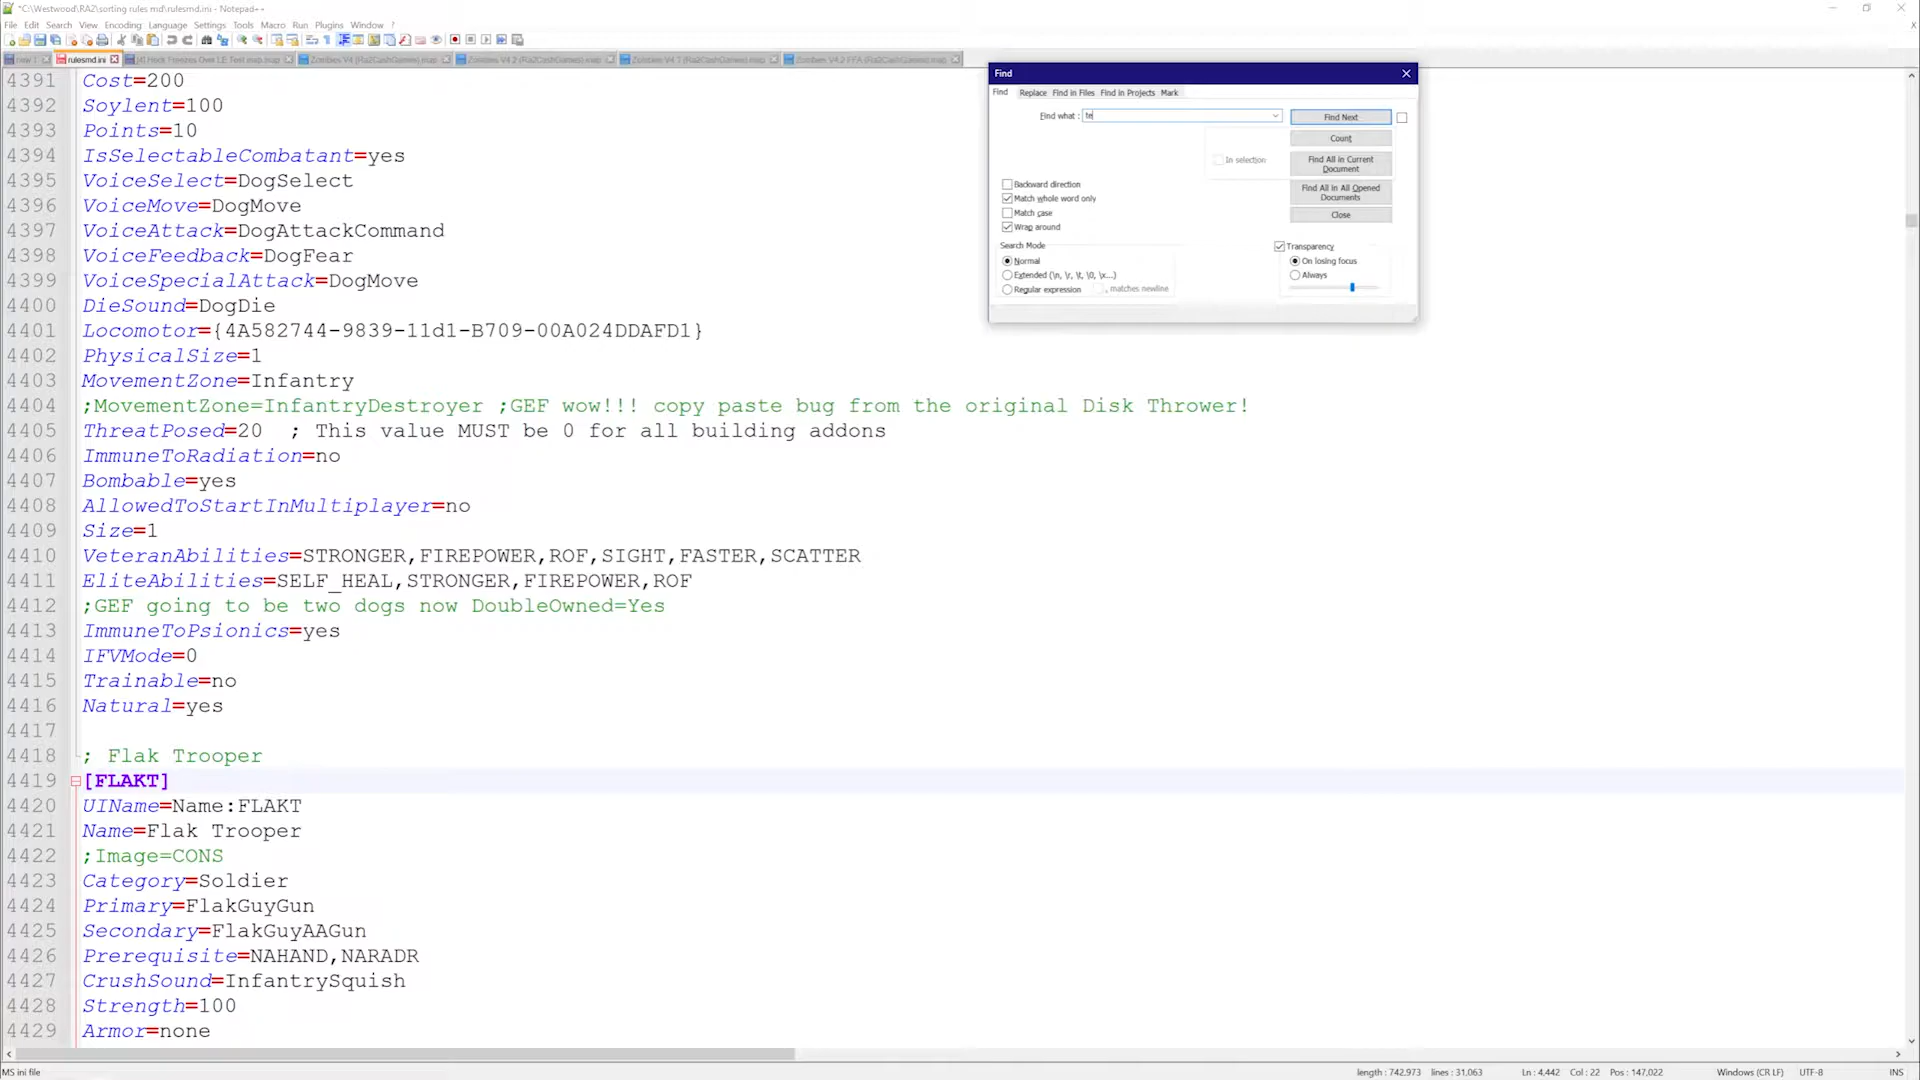 *C:\Westwood\RA2\sorting rules md\rulesmd.ini - Notepad++
File Edit Search View Encoding Language Settings Tools Macro Run Plugins Window ?
rulesmd.ini
4391 Cost=200
4392 Soylent=100
4393 Points=10
4394 IsSelectableCombatant=yes
4395 VoiceSelect=DogSelect
4396 VoiceMove=DogMove
4397 VoiceAttack=DogAttackCommand
4398 VoiceFeedback=DogFear
4399 VoiceSpecialAttack=DogMove
4400 DieSound=DogDie
4401 Locomotor={4A582744-9839-11d1-B709-00A024DDAFD1}
4402 PhysicalSize=1
4403 MovementZone=Infantry
4404 ;MovementZone=InfantryDestroyer ;GEF wow!!! copy paste bug from the original Disk Thrower!
4405 ThreatPosed=20  ; This value MUST be 0 for all building addons
4406 ImmuneToRadiation=no
4407 Bombable=yes
4408 AllowedToStartInMultiplayer=no
4409 Size=1
4410 VeteranAbilities=STRONGER,FIREPOWER,ROF,SIGHT,FASTER,SCATTER
4411 EliteAbilities=SELF_HEAL,STRONGER,FIREPOWER,ROF
4412 ;GEF going to be two dogs now DoubleOwned=Yes
4413 ImmuneToPsionics=yes
4414 IFVMode=0
4415 Trainable=no
4416 Natural=yes
4417
4418 ; Flak Trooper
4419 [FLAKT]
4420 UIName=Name:FLAKT
4421 Name=Flak Trooper
4422 ;Image=CONS
4423 Category=Soldier
4424 Primary=FlakGuyGun
4425 Secondary=FlakGuyAAGun
4426 Prerequisite=NAHAND,NARADR
4427 CrushSound=InfantrySquish
4428 Strength=100
4429 Armor=none
Find
Find Replace Find in Files Find in Projects Mark
Find what : te
Find Next
Count
In selection
Find All in Current Document
Find All in All Opened Documents
Close
Backward direction
Match whole word only
Match case
Wrap around
Search Mode
Normal
Extended (\n, \r, \t, \0, \x...)
Regular expression
. matches newline
Transparency
On losing focus
Always
MS ini file
length : 742,973 lines : 31,063
Ln : 4,442 Col : 22 Pos : 147,022
Windows (CR LF)
UTF-8
INS